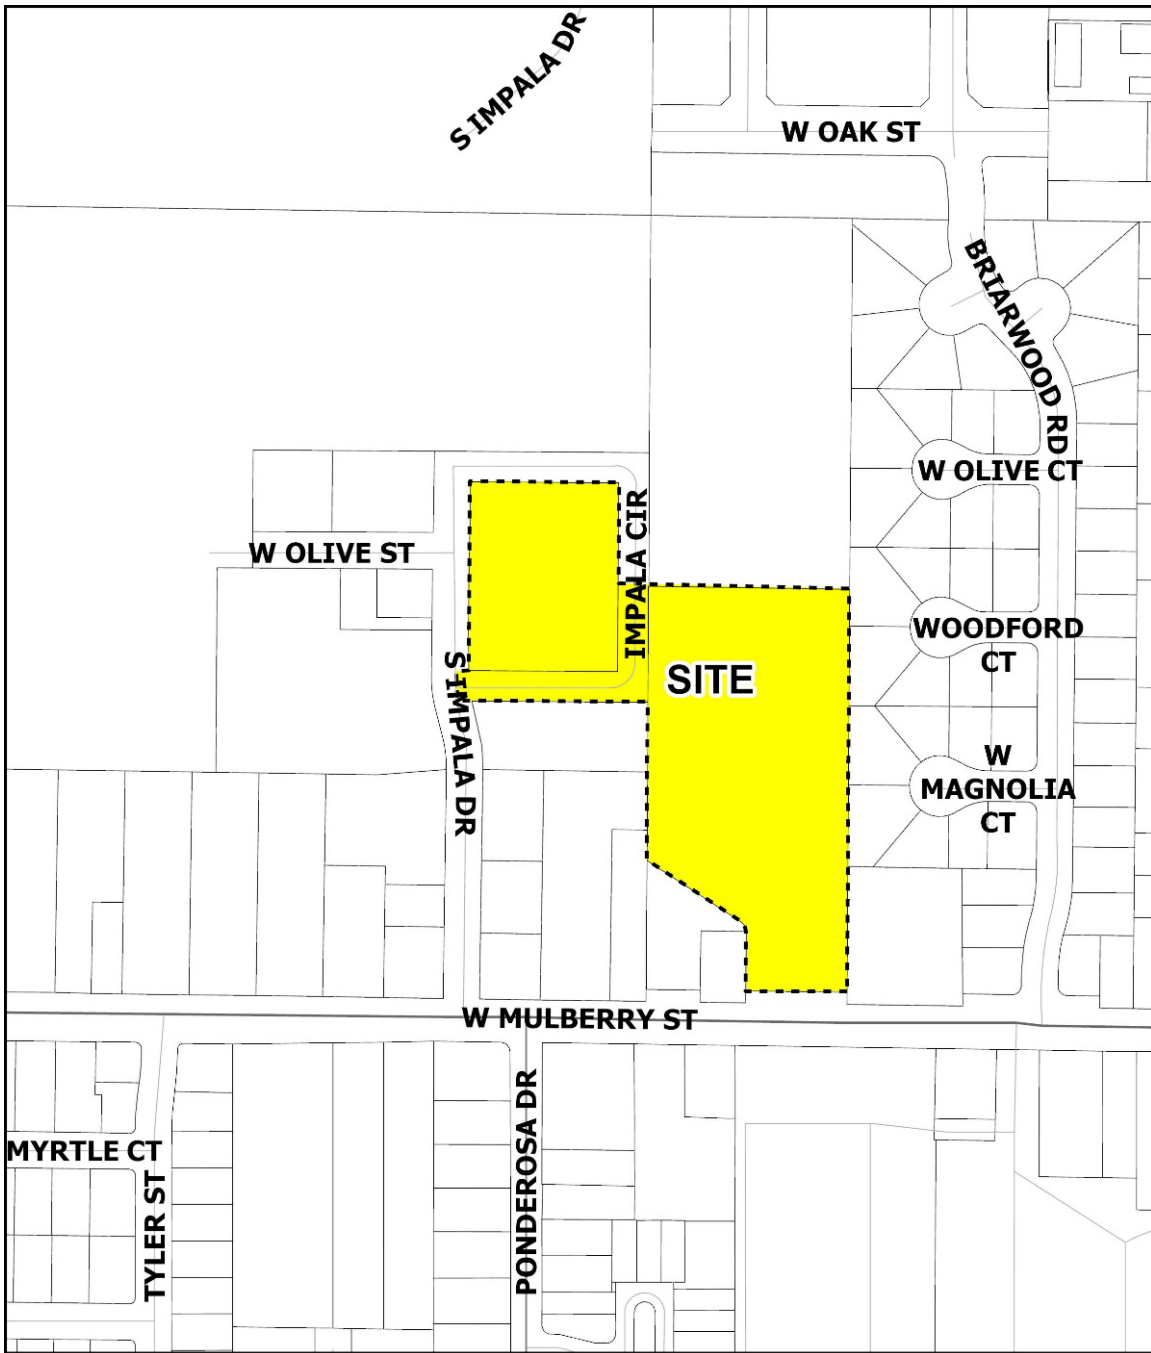 S IMPALA DR
W OAK ST
BRIARWOOD RD
W OLIVE CT
IMPALA CIR
W OLIVE ST
WOODFORD
CT
S IMPALA DR
SITE
W
MAGNOLIA
CT
W MULBERRY ST
PONDEROSA DR
MYRTLE CT
TYLER ST